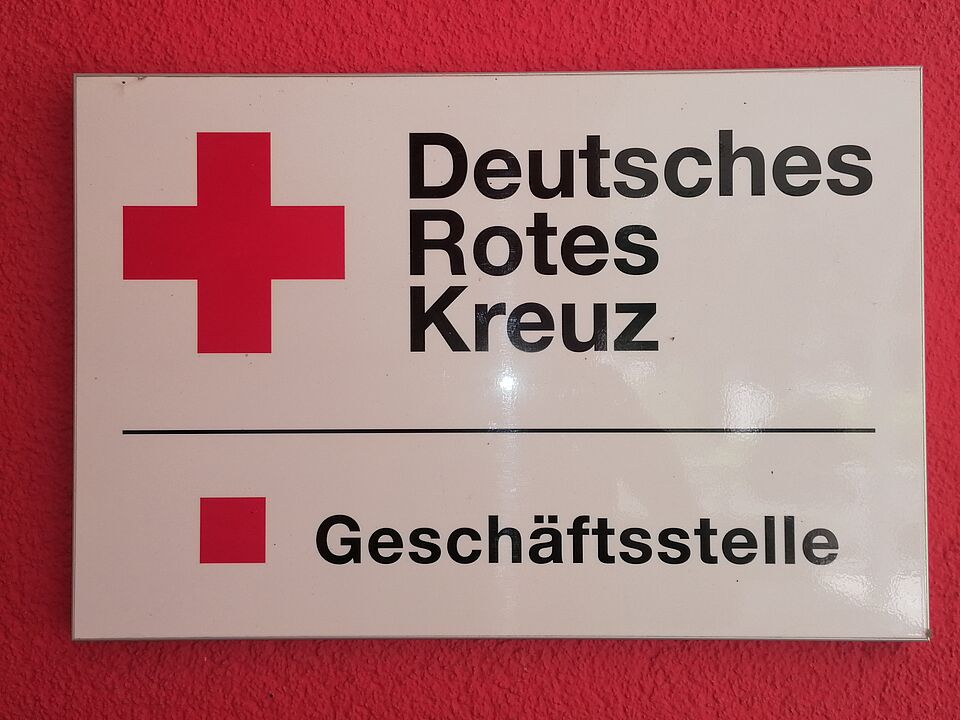 Deutsches
Rotes
Kreuz
Geschäftsstelle